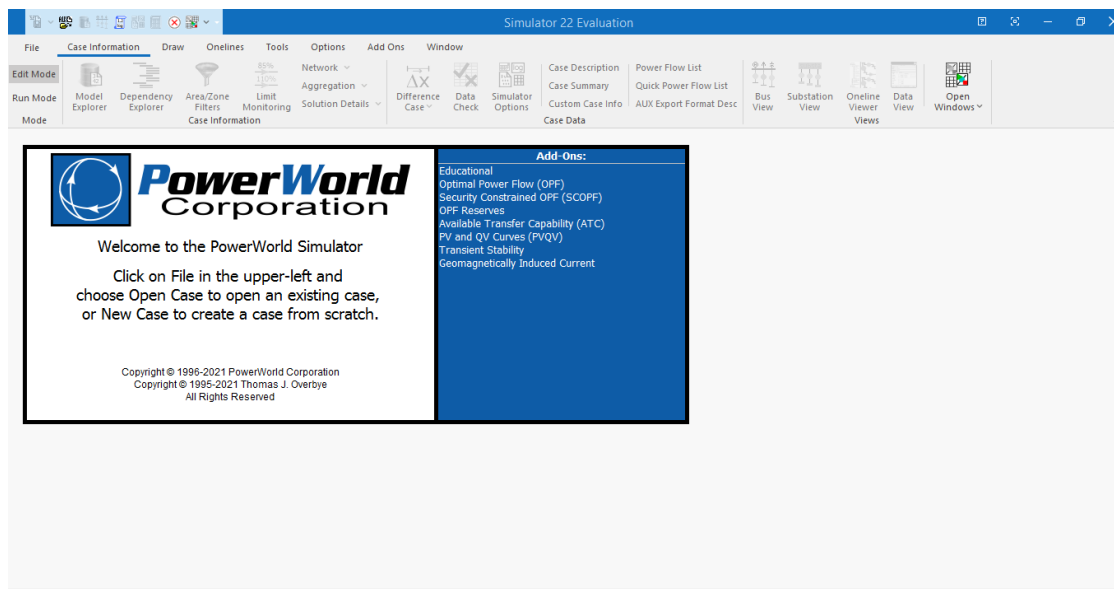 Simulator 22 Evaluation
File Case Information Draw Onelines Tools Options Add Ons Window
Edit Mode
Run Mode
Mode
Model Explorer
Dependency Explorer
Area/Zone Filters
85%
110%
Limit Monitoring
Network
Aggregation
Solution Details
Case Information
ΔX
Difference Case
Data Check
Simulator Options
Case Description
Case Summary
Custom Case Info
Power Flow List
Quick Power Flow List
AUX Export Format Desc
Case Data
Bus View
Substation View
Oneline Viewer
Data View
Views
Open Windows
PowerWorld
Corporation
Welcome to the PowerWorld Simulator
Click on File in the upper-left and
choose Open Case to open an existing case,
or New Case to create a case from scratch.
Copyright © 1996-2021 PowerWorld Corporation
Copyright © 1995-2021 Thomas J. Overbye
All Rights Reserved
Add-Ons:
Educational
Optimal Power Flow (OPF)
Security Constrained OPF (SCOPF)
OPF Reserves
Available Transfer Capability (ATC)
PV and QV Curves (PVQV)
Transient Stability
Geomagnetically Induced Current